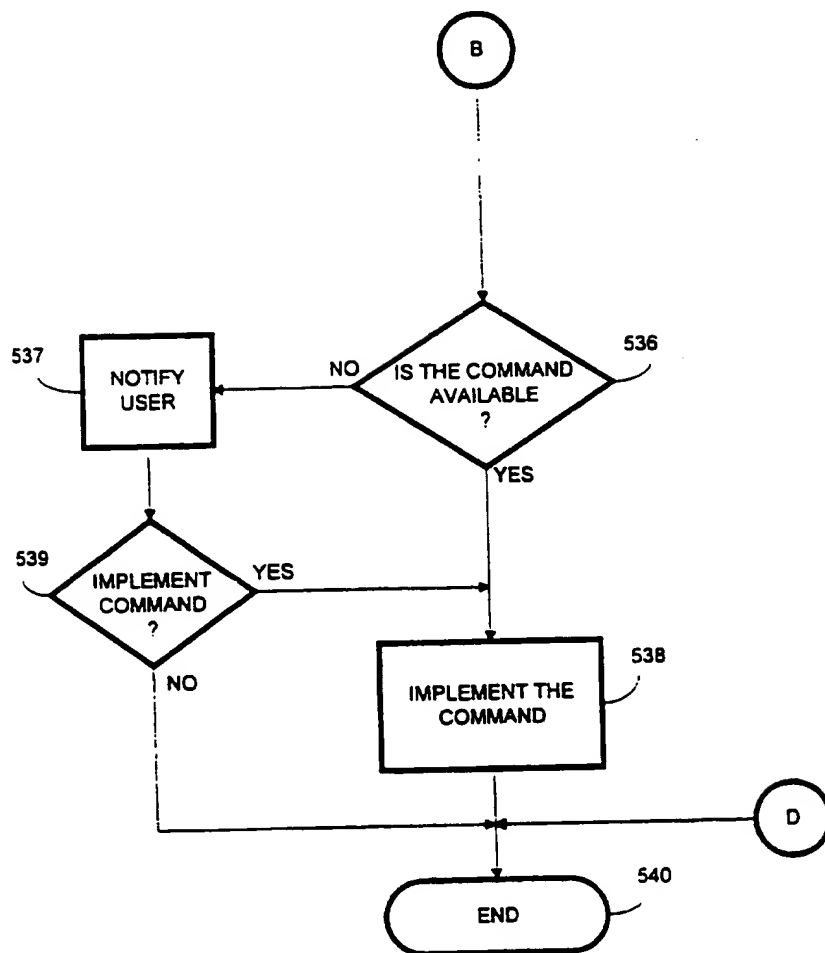 B
536
IS THE COMMAND
AVAILABLE
?
NO
YES
537
NOTIFY
USER
539
IMPLEMENT
COMMAND
?
YES
NO
538
IMPLEMENT THE
COMMAND
D
540
END